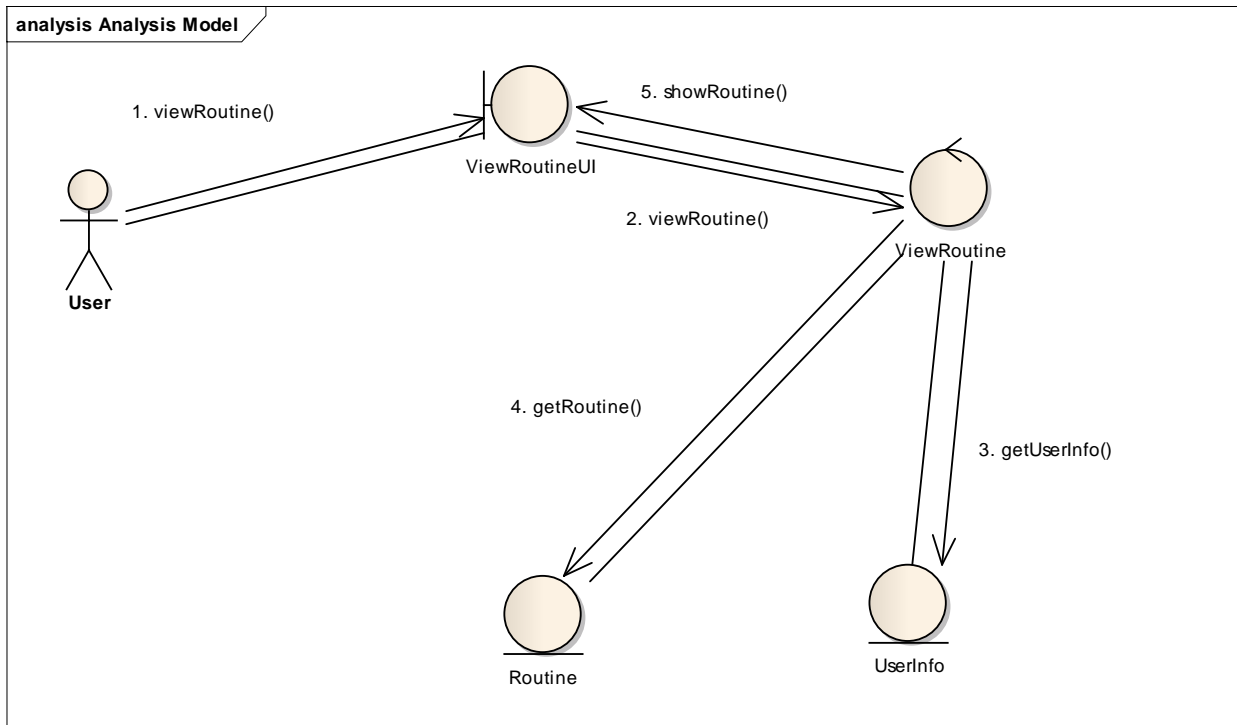 analysis Analysis Model
1. viewRoutine()
5. showRoutine()
ViewRoutineUI
2. viewRoutine()
ViewRoutine
User
4. getRoutine()
3. getUserInfo()
Routine
UserInfo